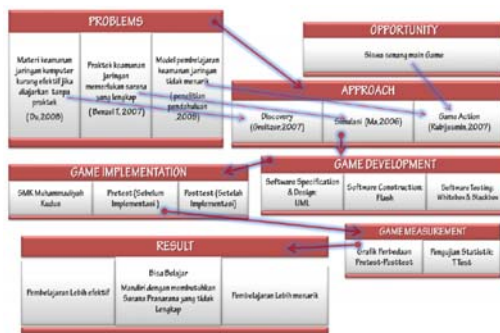 PROBLEMS
Materi keamanan
jaringan komputer
kurang efektif jika
diajarkan tanpa
praktek
(Du, 2008)
Praktek keamanan
jaringan
memerlukan sarana
yang lengkap
2007)
Model pembelajaran
keamanan jaringan
tidak menarik
(penelitian
pendahuluan
2008)
OPPORTUNITY
Siswa senang main Game
APPROACH
Discovery
2007)
Simulasi (Ma, 2006)
Game Action
2007)
GAME IMPLEMENTATION
SMK Muhammadiyah
Kudus
Pretest (Sebelum
Implementasi)
Posttest (Setelah
Implementasi)
GAME DEVELOPMENT
Software Specification
& Design:
UML
Software Construction:
Flash
Software Testing:
Whitebox & Blackbox
GAME MEASUREMENT
Grafik Perbedaan
Pretest-Posttest
Pengujian Statistik:
T Test
RESULT
Pembelajaran Lebih efektif
Bisa Belajar
Mandiri dengan membutuhkan
Sarana Prasarana yang tidak
Lengkap
Pembelajaran Lebih menarik